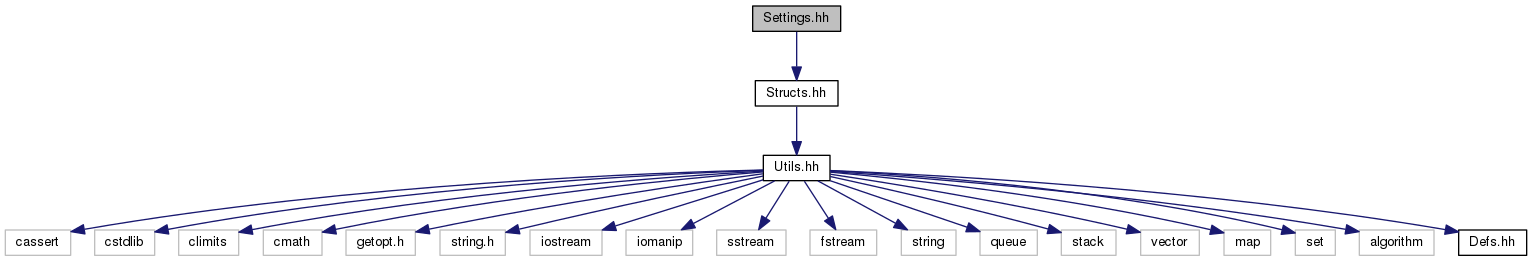 Settings.hh
Structs.hh
Utils.hh
cassert
cstdlib
climits
cmath
getopt.h
string.h
iostream
iomanip
sstream
fstream
string
queue
stack
vector
map
set
algorithm
Defs.hh